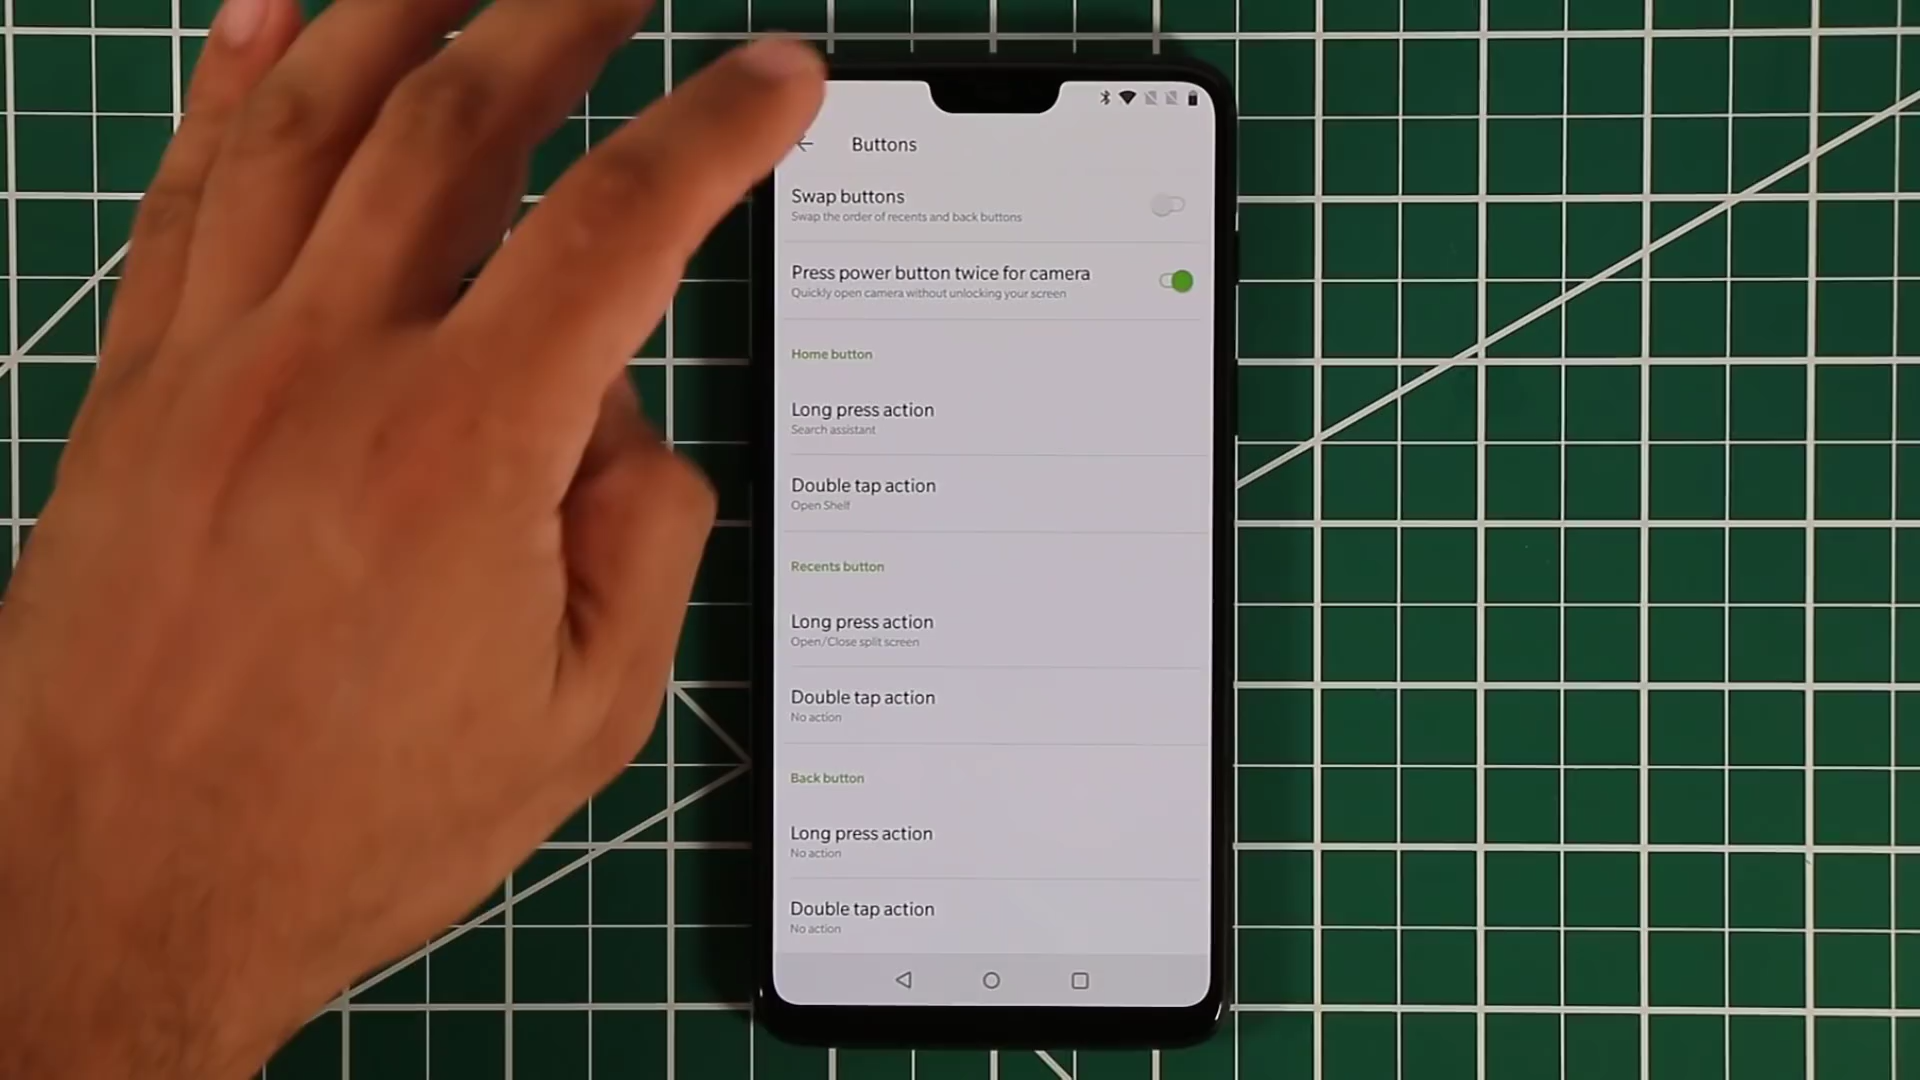 Buttons
Swap buttons
Swap the order of recents and back buttons
Press power button twice for camera
Quickly open camera without unlocking your screen
Home button
Long press action
Search assistant
Double tap action
Open Shelf
Recents button
Long press action
Open/Close split screen
Double tap action
No action
Back button
Long press action
No action
Double tap action
No action